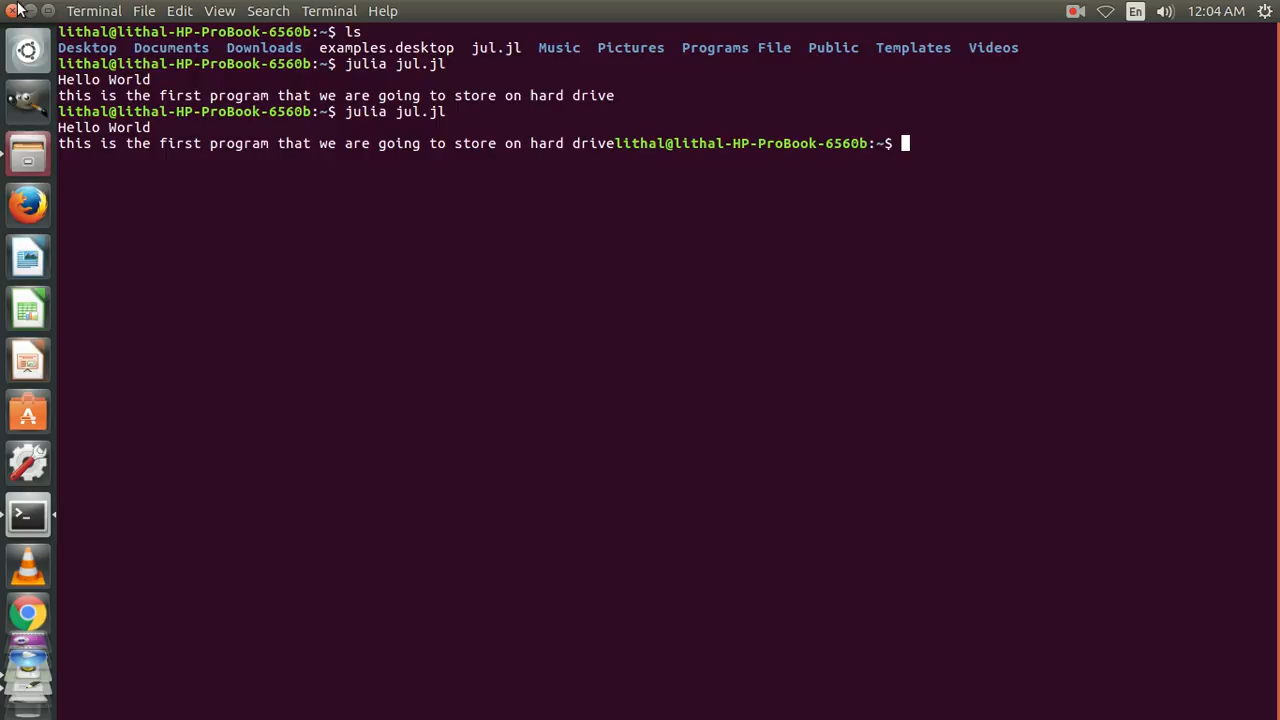 Terminal File Edit View Search Terminal Help En 12:04 AM
lithal@lithal-HP-ProBook-6560b:~$ ls
Desktop Documents Downloads examples.desktop jul.jl Music Pictures Programs File Public Templates Videos
lithal@lithal-HP-ProBook-6560b:~$ julia jul.jl
Hello World
this is the first program that we are going to store on hard drive
lithal@lithal-HP-ProBook-6560b:~$ julia jul.jl
Hello World
this is the first program that we are going to store on hard drivelithal@lithal-HP-ProBook-6560b:~$